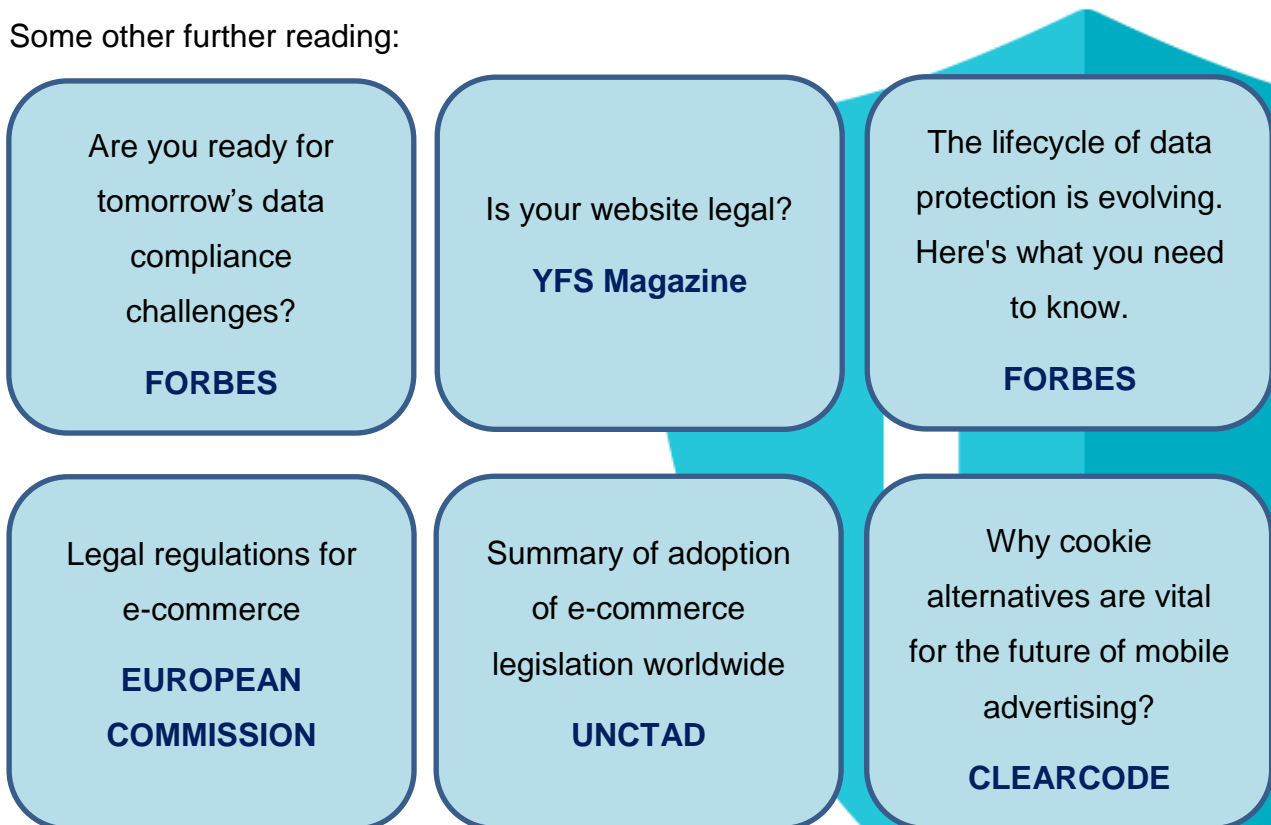 Some other further reading:
Are you ready for
tomorrow’s data
compliance
challenges?
FORBES
Is your website legal?
YFS Magazine
The lifecycle of data
protection is evolving.
Here's what you need
to know.
FORBES
Legal regulations for
e-commerce
EUROPEAN
COMMISSION
Summary of adoption
of e-commerce
legislation worldwide
UNCTAD
Why cookie
alternatives are vital
for the future of mobile
advertising?
CLEARCODE